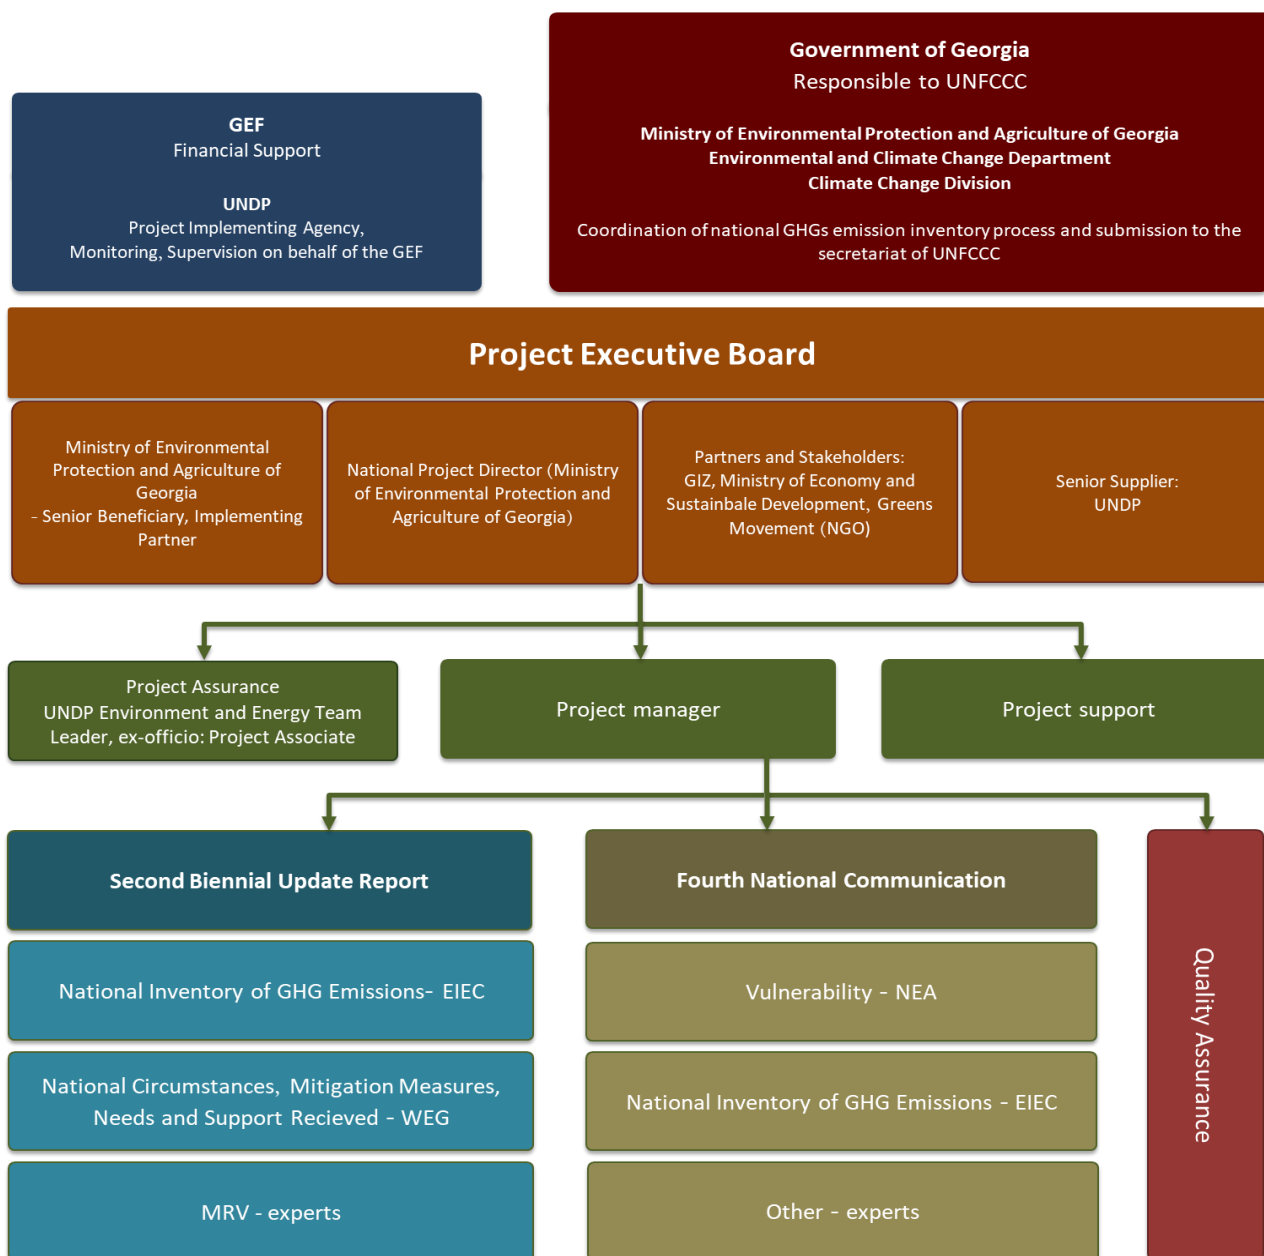 GEF
Financial Support
UNDP
Project Implementing Agency,
Monitoring, Supervision on behalf of the GEF
Government of Georgia
Responsible to UNFCCC
Ministry of Environmental Protection and Agriculture of Georgia
Environmental and Climate Change Department
Climate Change Division
Coordination of national GHGs emission inventory process and submission to the
secretariat of UNFCCC
Project Executive Board
Ministry of Environmental
Protection and Agriculture of
Georgia
- Senior Beneficiary, Implementing
Partner
National Project Director (Ministry
of Environmental Protection and
Agriculture of Georgia)
Partners and Stakeholders:
GIZ, Ministry of Economy and
Sustainbale Development, Greens
Movement (NGO)
Senior Supplier:
UNDP
Project Assurance
UNDP Environment and Energy Team
Leader, ex-officio: Project Associate
Project manager
Project support
Second Biennial Update Report
National Inventory of GHG Emissions- EIEC
National Circumstances, Mitigation Measures,
Needs and Support Recieved - WEG
MRV - experts
Fourth National Communication
Vulnerability - NEA
National Inventory of GHG Emissions - EIEC
Other - experts
Quality Assurance